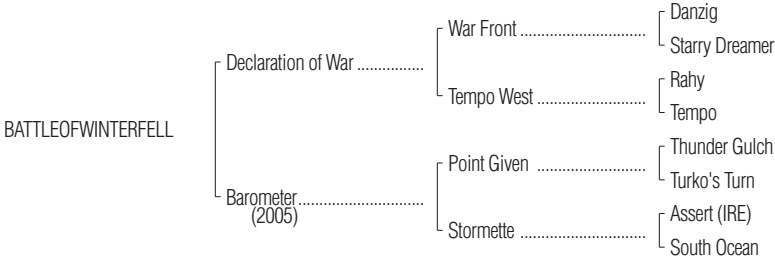 Danzig
War Front ..............................
Starry Dreamer
Declaration of War ................
Rahy
Tempo West ..........................
Tempo
BATTLEOFWINTERFELL
Thunder Gulch
Point Given ..........................
Turko's Turn
Barometer..............................
(2005)
Assert (IRE)
Stormette ..............................
South Ocean